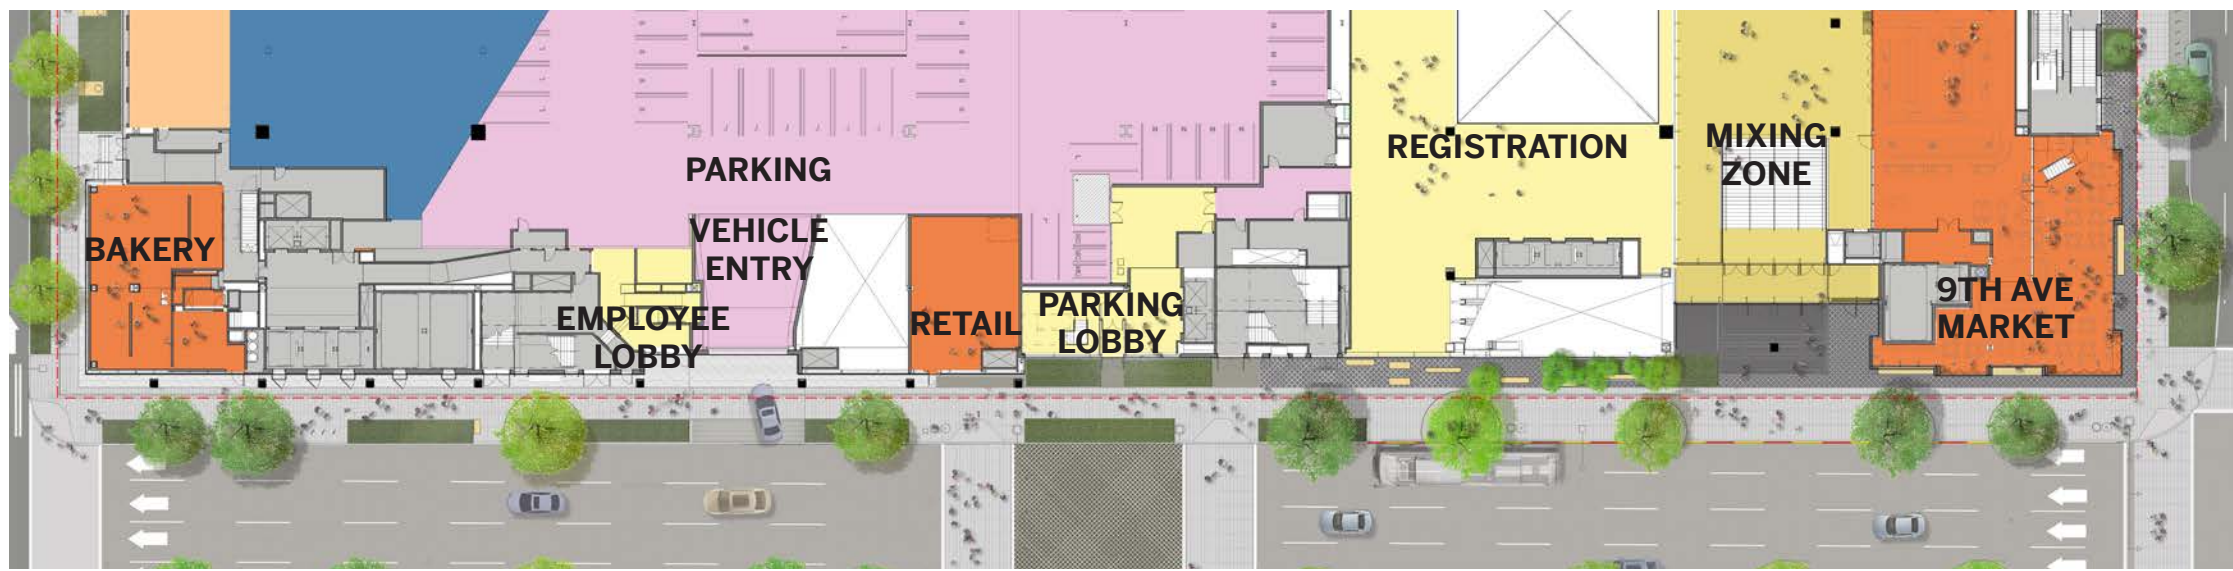 PARKING
REGISTRATION
MIXING
ZONE
BAKERY
VEHICLE
ENTRY
EMPLOYEE
LOBBY
RETAIL
PARKING
LOBBY
9TH AVE
MARKET